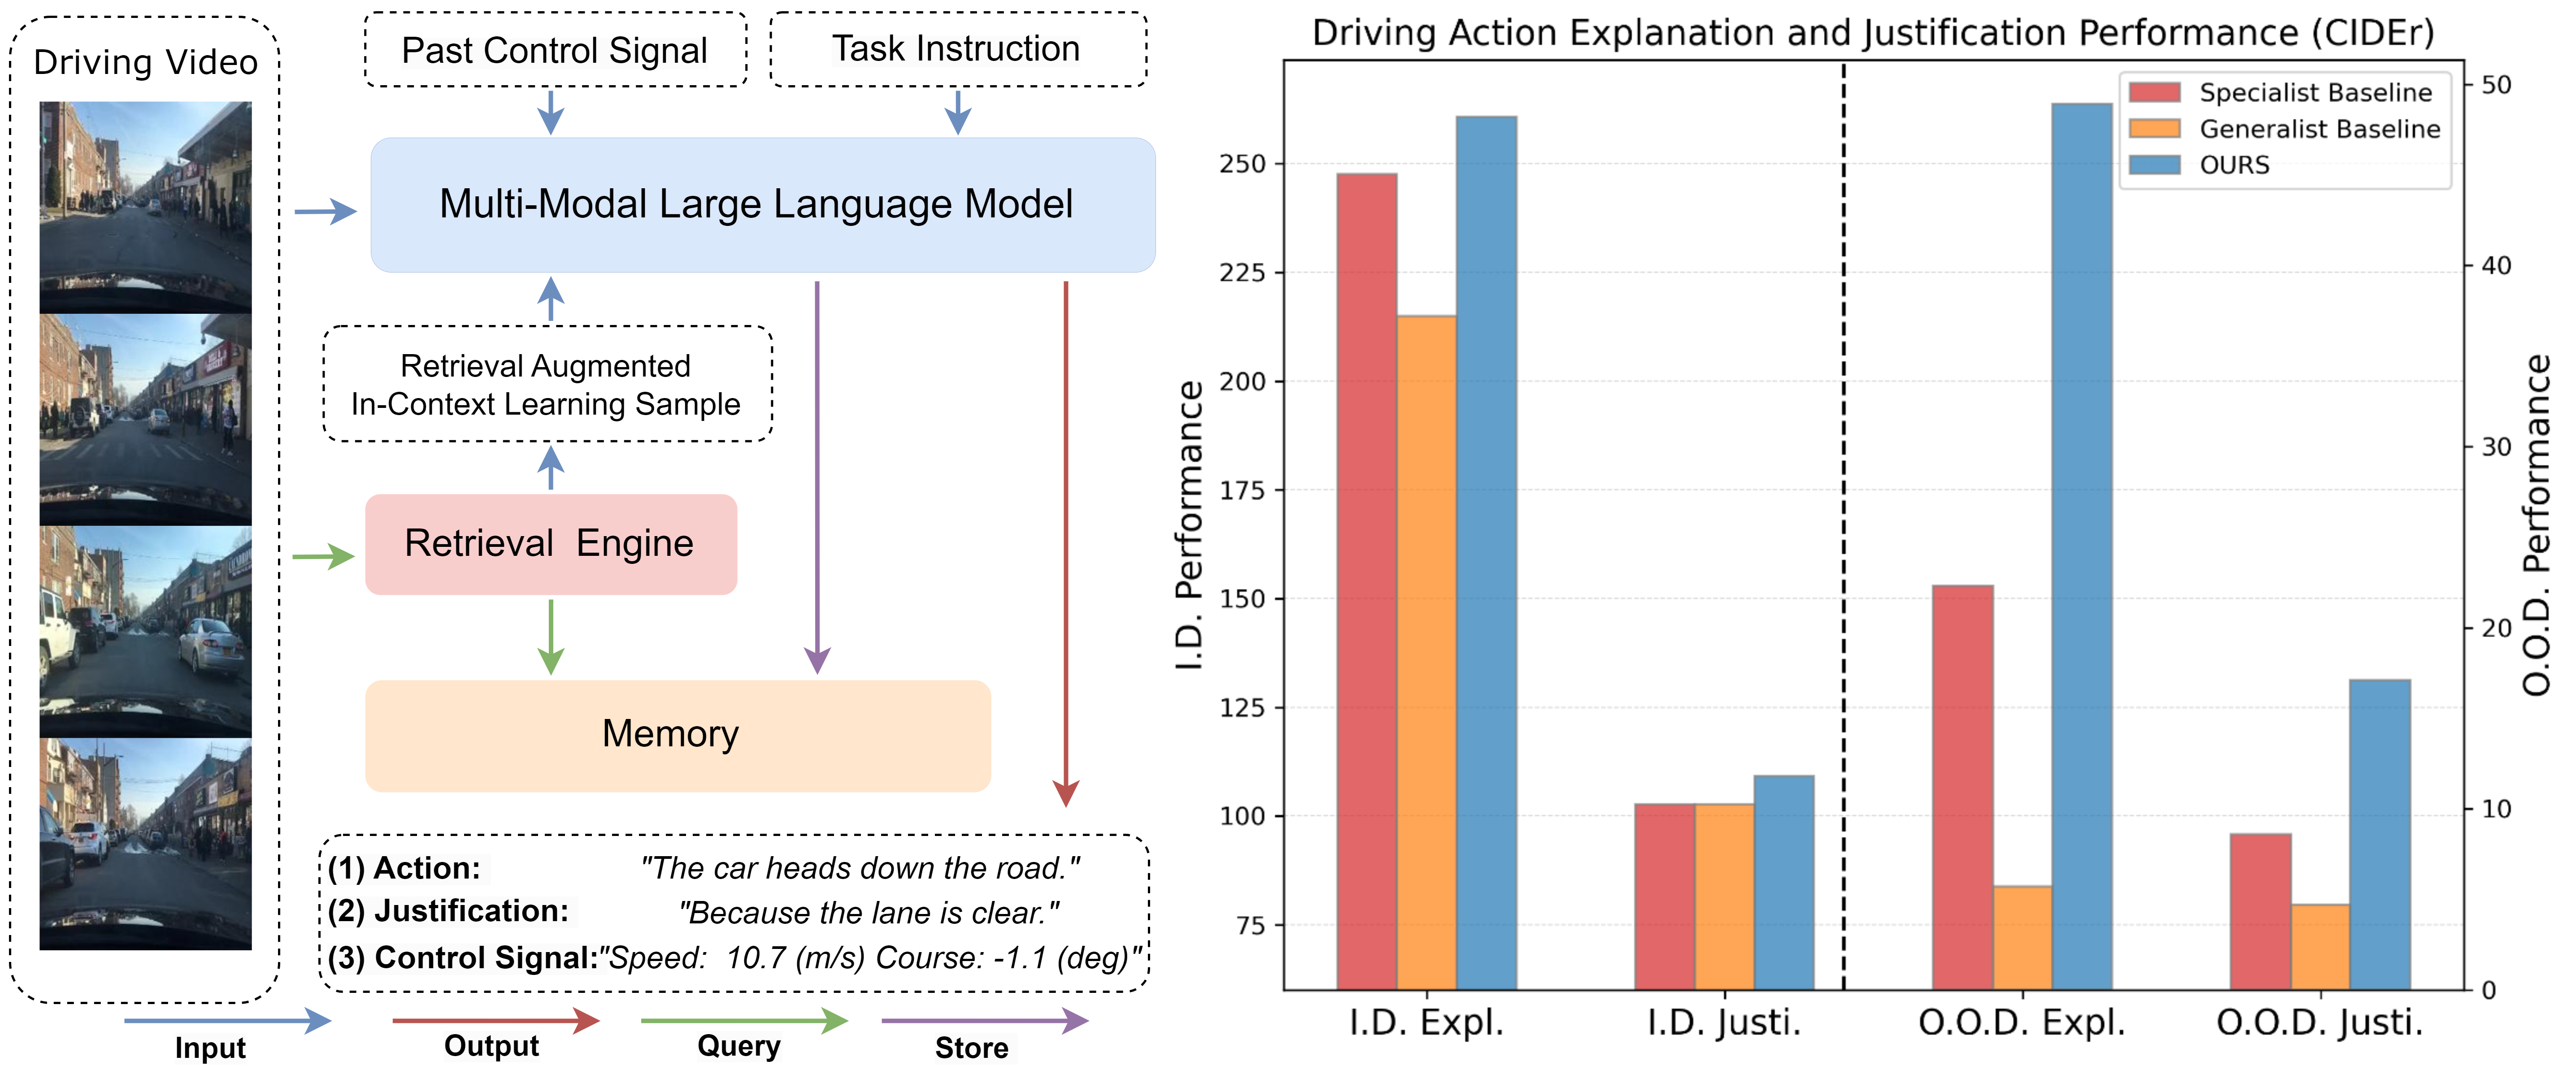 Driving Video
Past Control Signal
Task Instruction
Multi-Modal Large Language Model
Retrieval Augmented
In-Context Learning Sample
Retrieval Engine
Memory
(1) Action: "The car heads down the road."
(2) Justification: "Because the lane is clear."
(3) Control Signal:"Speed: 10.7 (m/s) Course: -1.1 (deg)"
Input
Output
Query
Store
Driving Action Explanation and Justification Performance (CIDEr)
Specialist Baseline
Generalist Baseline
OURS
I.D. Performance
250
225
200
175
150
125
100
75
50
40
30
20
10
0
O.O.D. Performance
I.D. Expl.
I.D. Justi.
O.O.D. Expl.
O.O.D. Justi.